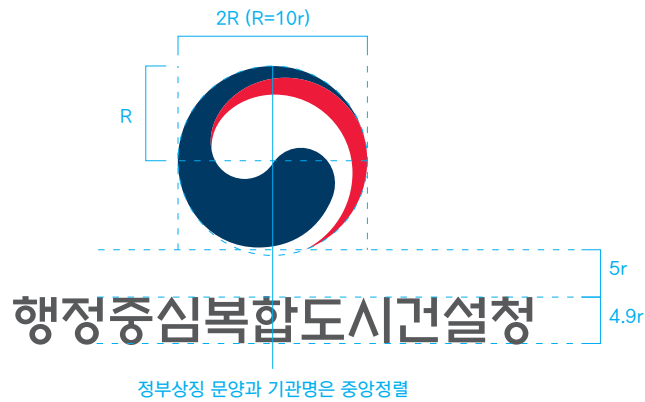 2R (R=10r)
R
5r
행정중심복합도시건설청
4.9r
정부상징 문양과 기관명은 중앙정렬